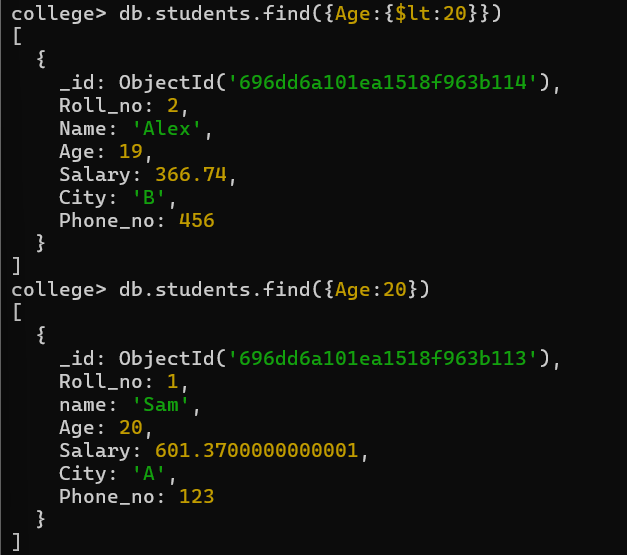 college> db.students.find({Age:{$lt:20}})
[
  {
    _id: ObjectId('696dd6a101ea1518f963b114'),
    Roll_no: 2,
    Name: 'Alex',
    Age: 19,
    Salary: 366.74,
    City: 'B',
    Phone_no: 456
  }
]
college> db.students.find({Age:20})
[
  {
    _id: ObjectId('696dd6a101ea1518f963b113'),
    Roll_no: 1,
    name: 'Sam',
    Age: 20,
    Salary: 601.3700000000001,
    City: 'A',
    Phone_no: 123
  }
]